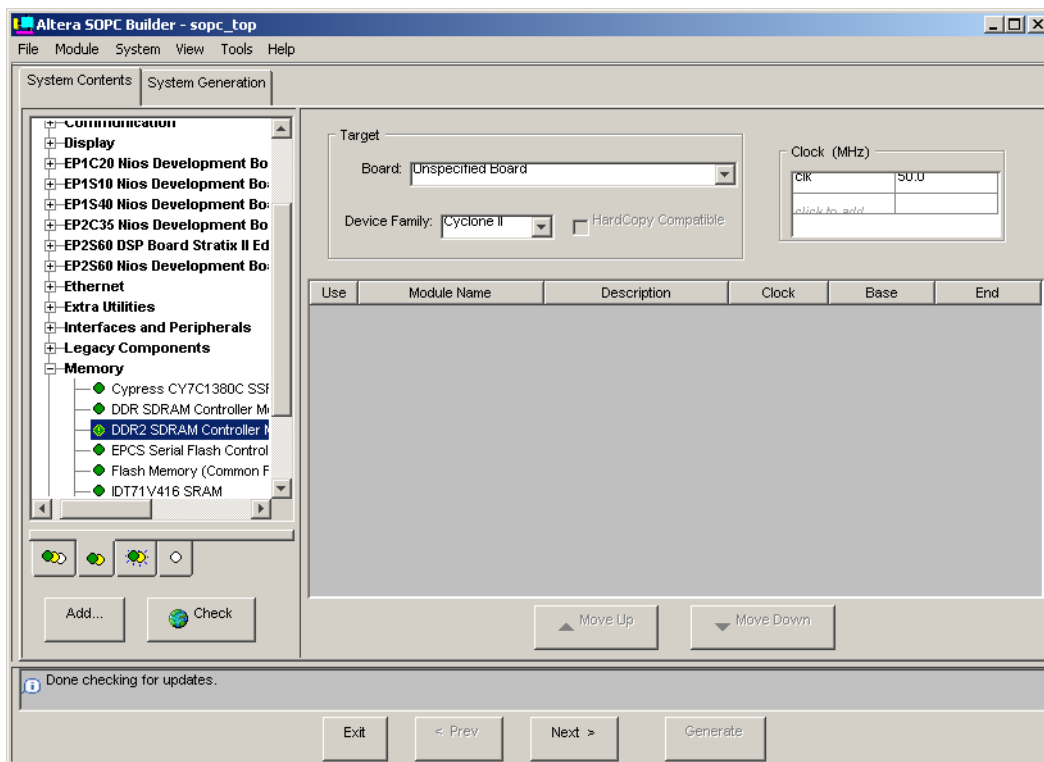 Altera SOPC Builder - sopc_top
File Module System View Tools Help
System Contents System Generation
Communication
Display
EP1C20 Nios Development Bo
EP1S10 Nios Development Bo
EP1S40 Nios Development Bo
EP2C35 Nios Development Bo
EP2S60 DSP Board Stratix II Ed
EP2S60 Nios Development Bo
Ethernet
Extra Utilities
Interfaces and Peripherals
Legacy Components
Memory
Cypress CY7C1380C SSR
DDR SDRAM Controller M
DDR2 SDRAM Controller M
EPCS Serial Flash Control
Flash Memory (Common F
IDT71V416 SRAM
Add... Check
Target
Board: Unspecified Board
Device Family: Cyclone II HardCopy Compatible
Clock (MHz)
clk 50.0
click to add
Use Module Name Description Clock Base End
Move Up Move Down
Done checking for updates.
Exit < Prev Next > Generate